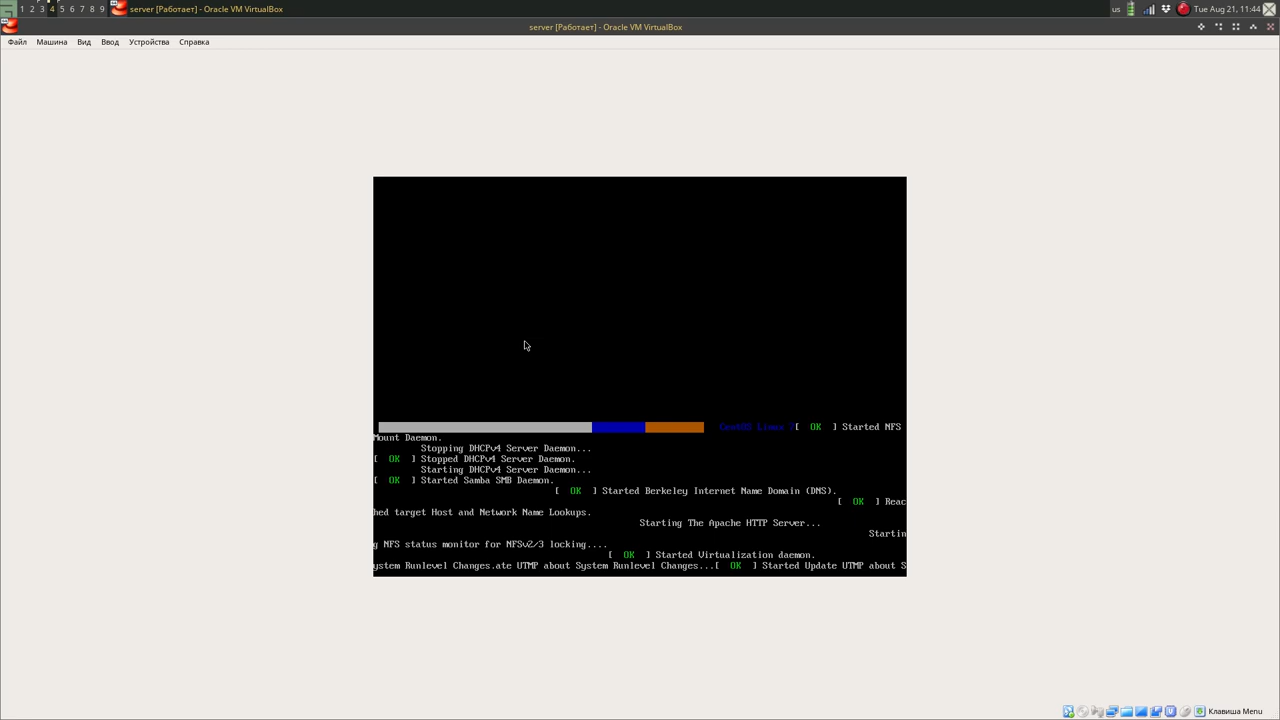 1 2 3 4 5 6 7 8 9 server [Работает] - Oracle VM VirtualBox us Tue Aug 21, 11:44
server [Работает] - Oracle VM VirtualBox
Файл Машина Вид Ввод Устройства Справка
CentOS Linux 7[ OK ] Started NFS
Mount Daemon.
Stopping DHCPv4 Server Daemon...
[ OK ] Stopped DHCPv4 Server Daemon.
Starting DHCPv4 Server Daemon...
[ OK ] Started Samba SMB Daemon.
[ OK ] Started Berkeley Internet Name Domain (DNS).
[ OK ] Reac
hed target Host and Network Name Lookups.
Starting The Apache HTTP Server...
Startin
g NFS status monitor for NFSv2/3 locking....
[ OK ] Started Virtualization daemon.
ystem Runlevel Changes.ate UTMP about System Runlevel Changes...[ OK ] Started Update UTMP about S
Клавиша Menu